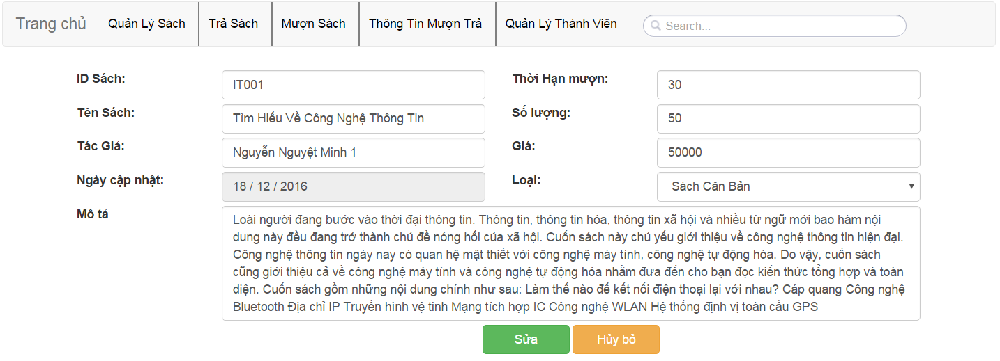 Trang chủ Quản Lý Sách Trả Sách Mượn Sách Thông Tin Mượn Trả Quản Lý Thành Viên Search...
ID Sách: IT001 Thời Hạn mượn: 30
Tên Sách: Tìm Hiểu Về Công Nghệ Thông Tin Số lượng: 50
Tác Giả: Nguyễn Nguyệt Minh 1 Giá: 50000
Ngày cập nhật: 18 / 12 / 2016 Loại: Sách Căn Bản
Mô tả
Loài người đang bước vào thời đại thông tin. Thông tin, thông tin hóa, thông tin xã hội và nhiều từ ngữ mới bao hàm nội
dung này đều đang trở thành chủ đề nóng hổi của xã hội. Cuốn sách này chủ yếu giới thiệu về công nghệ thông tin hiện đại.
Công nghệ thông tin ngày nay có quan hệ mật thiết với công nghệ máy tính, công nghệ tự động hóa. Do vậy, cuốn sách
cũng giới thiệu cả về công nghệ máy tính và công nghệ tự động hóa nhằm đưa đến cho bạn đọc kiến thức tổng hợp và toàn
diện. Cuốn sách gồm những nội dung chính như sau: Làm thế nào để kết nối điện thoại lại với nhau? Cáp quang Công nghệ
Bluetooth Địa chỉ IP Truyền hình vệ tinh Mạng tích hợp IC Công nghệ WLAN Hệ thống định vị toàn cầu GPS
Sửa Hủy bỏ